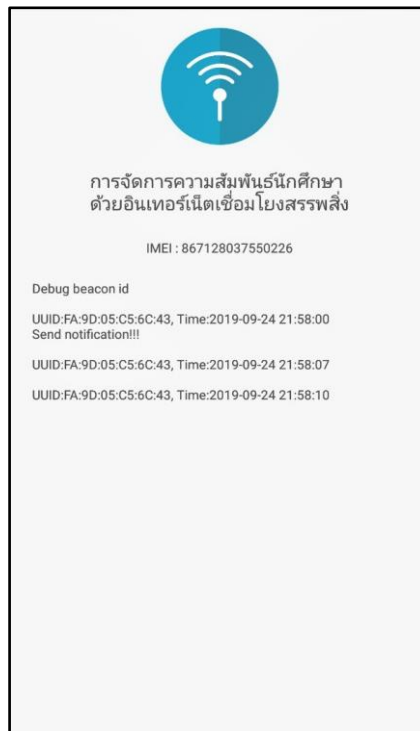 การจัดการความสัมพันธ์นักศึกษา
ด้วยอินเทอร์เน็ตเชื่อมโยงสรรพสิ่ง
IMEI : 867128037550226
Debug beacon id
UUID:FA:9D:05:C5:6C:43, Time:2019-09-24 21:58:00
Send notification!!!
UUID:FA:9D:05:C5:6C:43, Time:2019-09-24 21:58:07
UUID:FA:9D:05:C5:6C:43, Time:2019-09-24 21:58:10